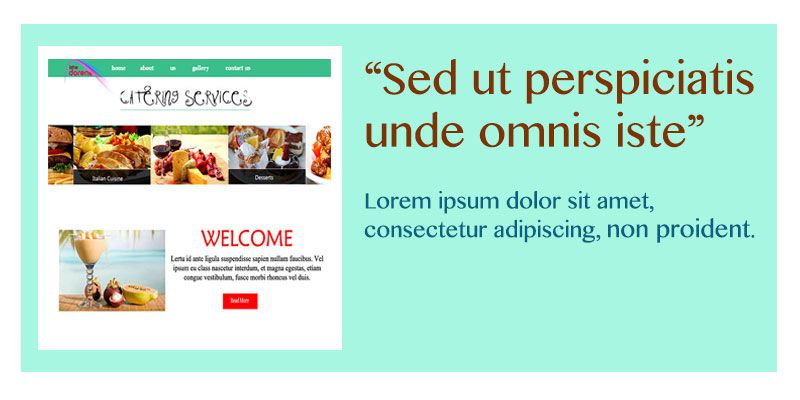 home about us gallery contact us
CATERING SERVICES
Italian Cuisine
Desserts
WELCOME
Lertu id ante ligula suspendisse sapien nullam faucibus. Vel
ipsum eu class nascetur interdum, et magna egestas, etiam
congue vestibulum, fusce morbi rhoncus vel duis.
Read More
“Sed ut perspiciatis
unde omnis iste”
Lorem ipsum dolor sit amet,
consectetur adipiscing, non proident.